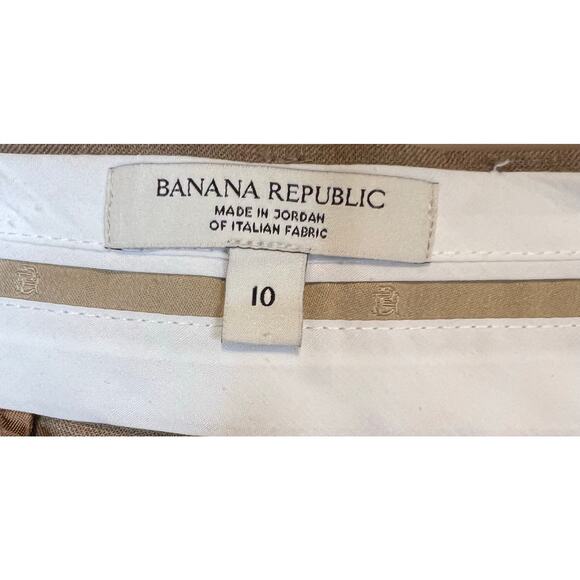 BANANA REPUBLIC
MADE IN JORDAN
OF ITALIAN FABRIC
10